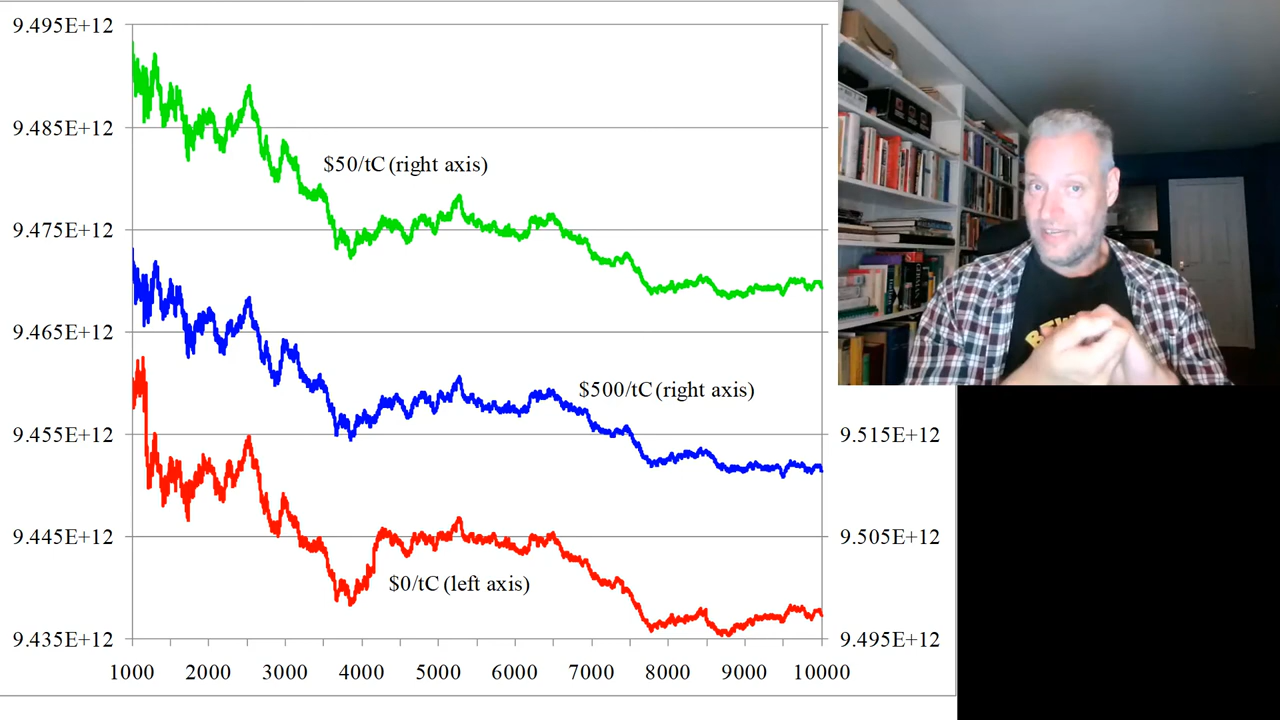 9.495E+12
9.485E+12
$50/tC (right axis)
9.475E+12
9.465E+12
$500/tC (right axis)
9.455E+12
9.515E+12
9.445E+12
9.505E+12
$0/tC (left axis)
9.435E+12
9.495E+12
1000 2000 3000 4000 5000 6000 7000 8000 9000 10000